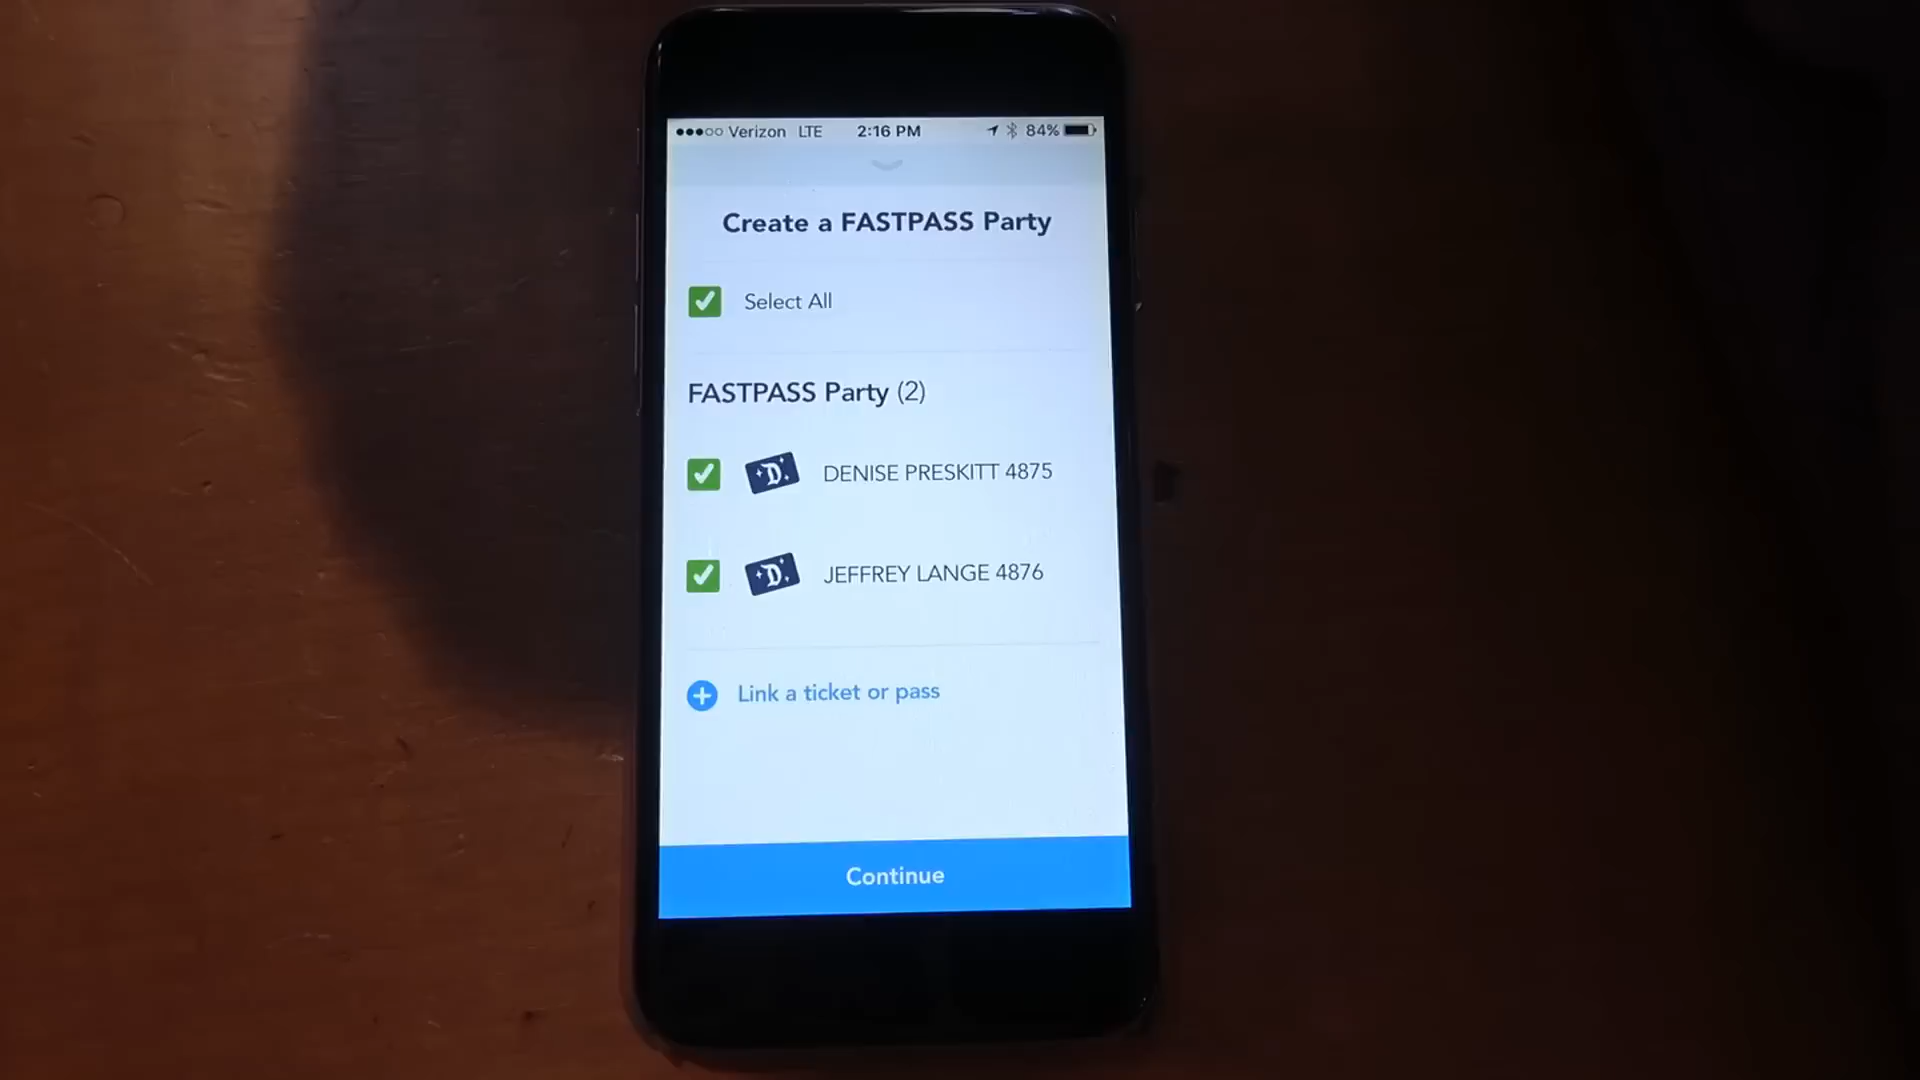 Verizon LTE 2:16 PM 84%
Create a FASTPASS Party
Select All
FASTPASS Party (2)
D DENISE PRESKITT 4875
D JEFFREY LANGE 4876
Link a ticket or pass
Continue